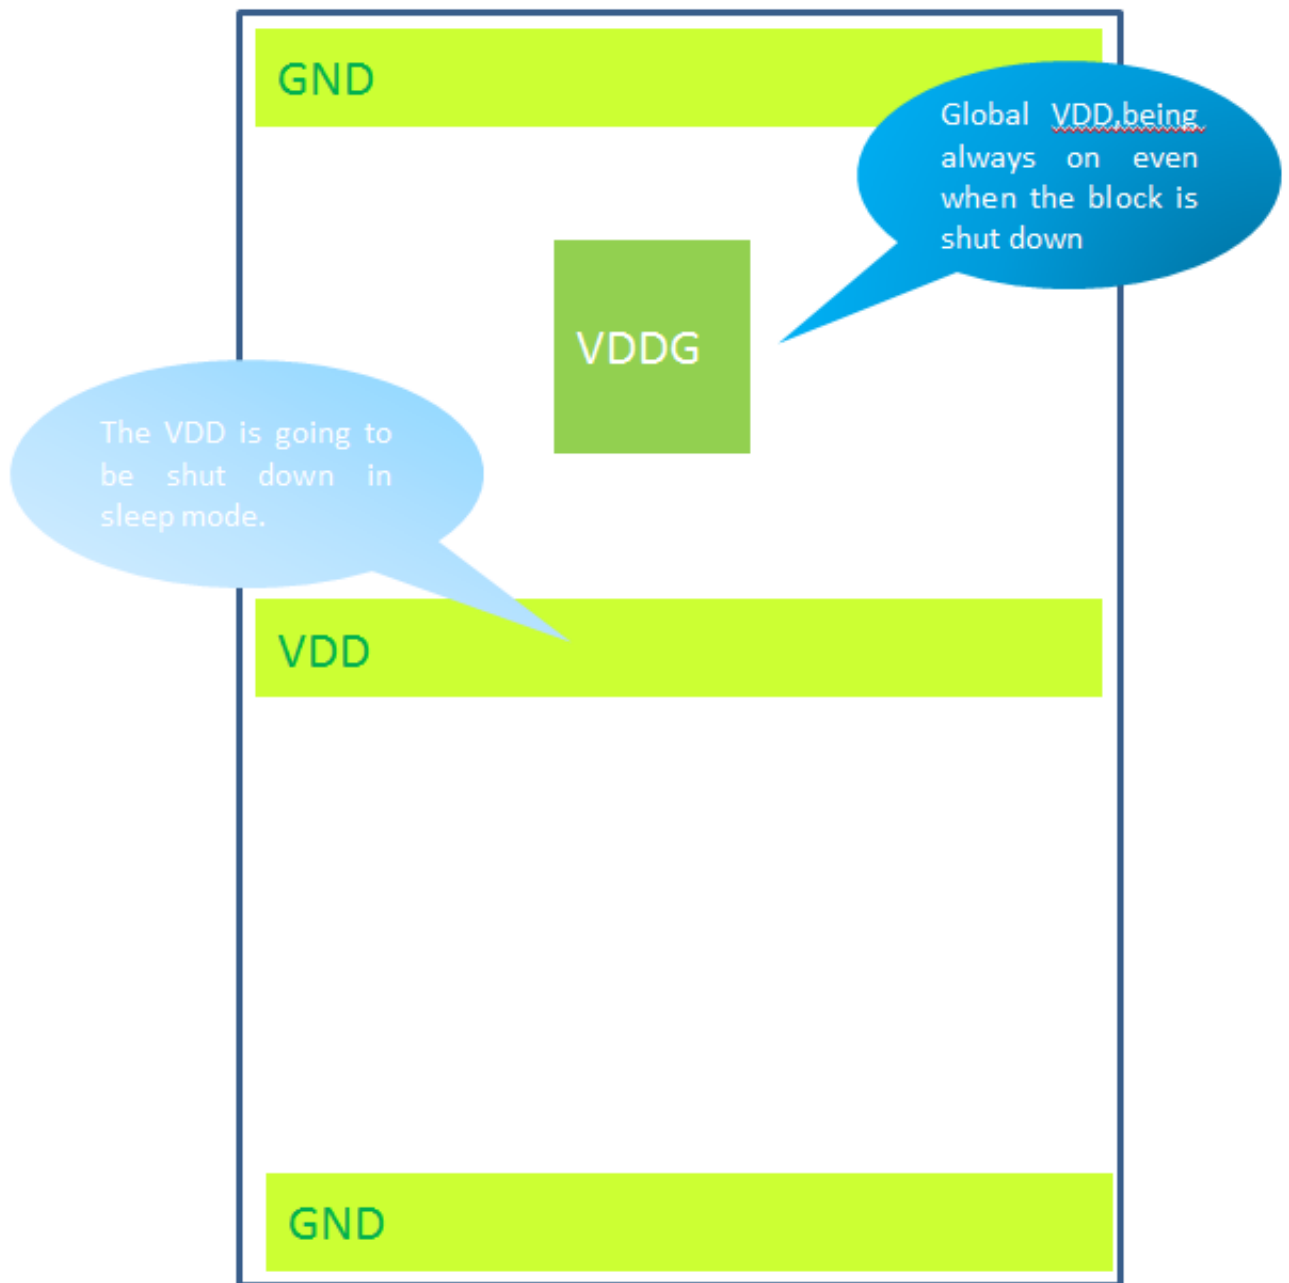 GND
Global VDD,being
always on even
when the block is
shut down
VDDG
The VDD is going to
be shut down in
sleep mode.
VDD
GND